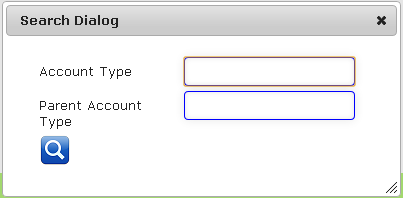 Search Dialog
Account Type
Parent Account
Type